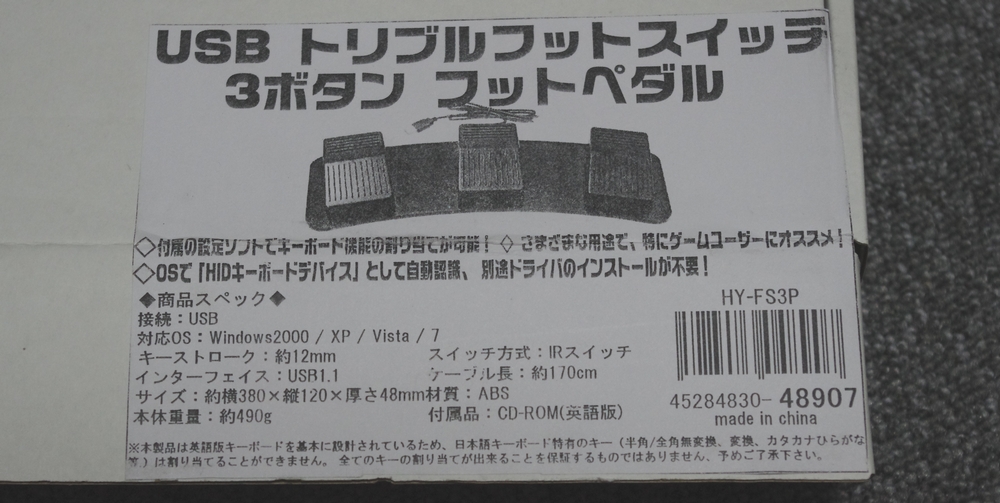 USB トリプルフットスイッチ
3ボタン フットペダル
◇付属の設定ソフトでキーボード機能の割り当てが可能！◇さまざまな用途で、特にゲームユーザーにオススメ！
◇OSで「HIDキーボードデバイス」として自動認識、別途ドライバのインストールが不要！
◆商品スペック◆
接続：USB
対応OS：Windows2000 / XP / Vista / 7
キーストローク：約12mm スイッチ方式：IRスイッチ
インターフェイス：USB1.1 ケーブル長：約170cm
サイズ：約横380×縦120×厚さ48mm 材質：ABS
本体重量：約490g 付属品：CD-ROM(英語版)
HY-FS3P
45284830-48907
made in china
※本製品は英語版キーボードを基本に設計されているため、日本語キーボード特有のキー（半角/全角無変換、変換、カタカナひらがな
等）は割り当てることができません。全てのキーの割り当てが出来ることを保証するものではありません、予めご了承下さい。